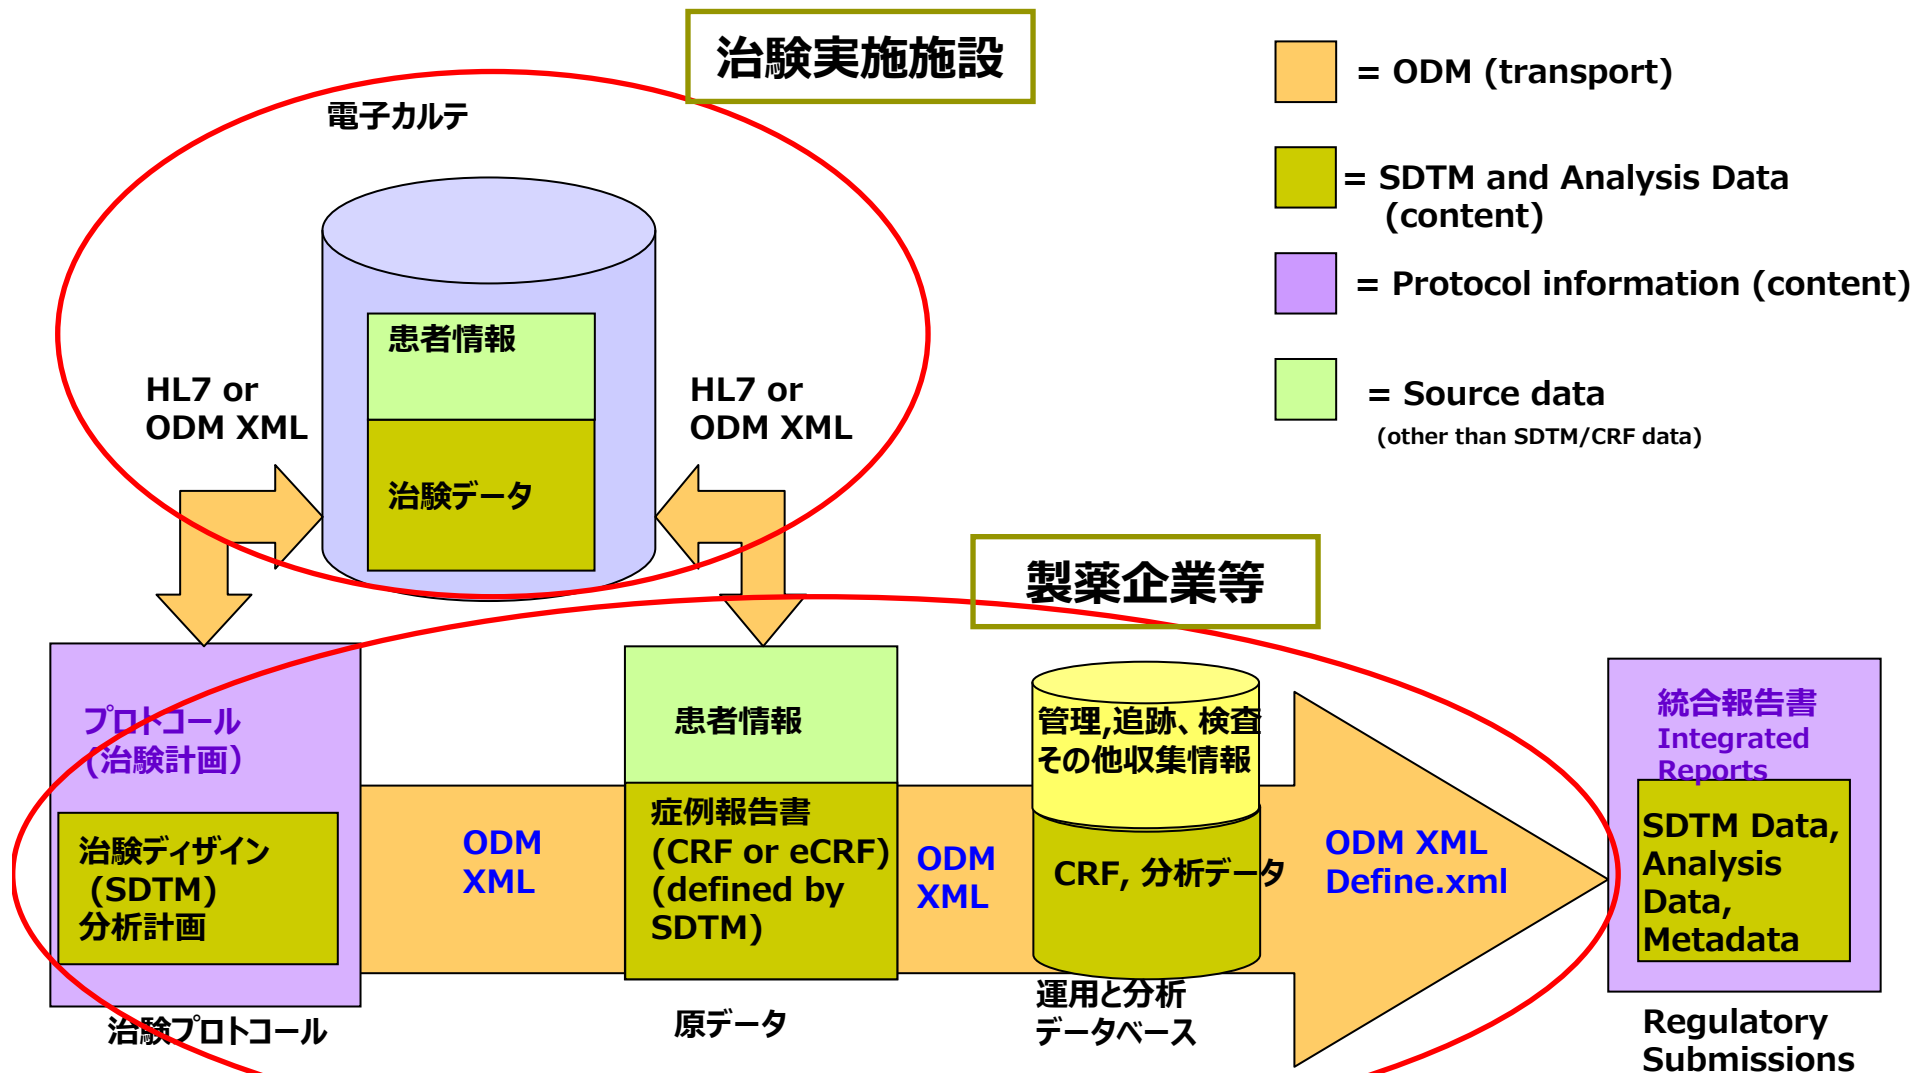 治験実施施設
電子カルテ
= ODM (transport)
= SDTM and Analysis Data
(content)
= Protocol information (content)
= Source data
(other than SDTM/CRF data)
患者情報
治験データ
HL7 or
ODM XML
HL7 or
ODM XML
製薬企業等
プロトコール
(治験計画）
治験ディザイン
(SDTM)
分析計画
治験プロトコール
ODM
XML
患者情報
症例報告書
(CRF or eCRF)
(defined by
SDTM)
原データ
ODM
XML
管理,追跡、検査
その他収集情報
CRF, 分析データ
運用と分析
データベース
ODM XML
Define.xml
統合報告書
Integrated
Reports
SDTM Data,
Analysis
Data,
Metadata
Regulatory
Submissions